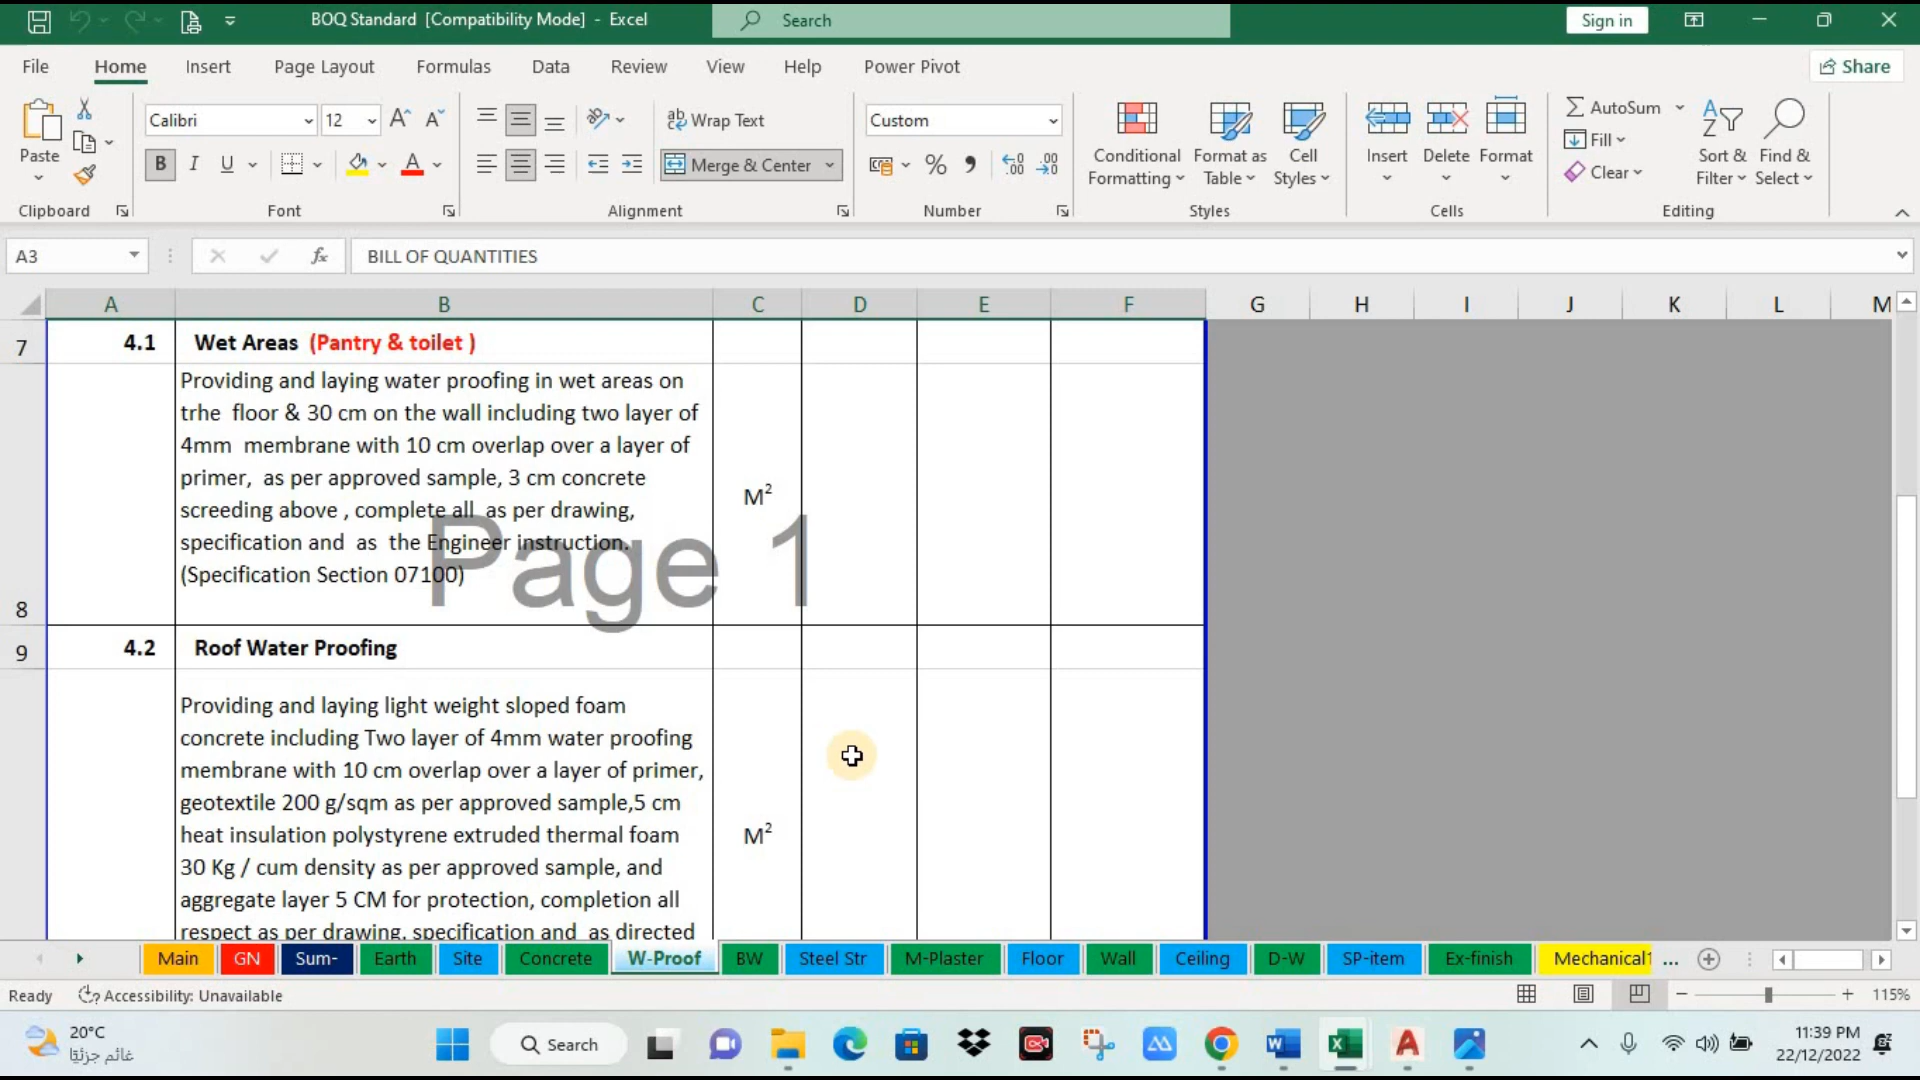 BOQ Standard  [Compatibility Mode]  -  Excel
Search
Sign in
File
Home
Insert
Page Layout
Formulas
Data
Review
View
Help
Power Pivot
Share
Paste
Clipboard
Calibri
12
B I U
Font
Wrap Text
Merge & Center
Alignment
Custom
Number
Conditional Formatting
Format as Table
Cell Styles
Styles
Insert
Delete
Format
Cells
AutoSum
Fill
Clear
Sort & Filter
Find & Select
Editing
A3
fx
BILL OF QUANTITIES
A B C D E F G H I J K L M
7
4.1 Wet Areas (Pantry & toilet )
Providing and laying water proofing in wet areas on
trhe floor & 30 cm on the wall including two layer of
4mm membrane with 10 cm overlap over a layer of
primer, as per approved sample, 3 cm concrete
screeding above , complete all as per drawing,
specification and as the Engineer instruction.
(Specification Section 07100)
M²
Page 1
8
9
4.2 Roof Water Proofing
Providing and laying light weight sloped foam
concrete including Two layer of 4mm water proofing
membrane with 10 cm overlap over a layer of primer,
geotextile 200 g/sqm as per approved sample,5 cm
heat insulation polystyrene extruded thermal foam
30 Kg / cum density as per approved sample, and
aggregate layer 5 CM for protection, completion all
respect as per drawing, specification and as directed
M²
Main GN Sum- Earth Site Concrete W-Proof BW Steel Str M-Plaster Floor Wall Ceiling D-W SP-item Ex-finish Mechanical1 ...
Ready
Accessibility: Unavailable
115%
20°C
غائم جزئيًا
Search
11:39 PM
22/12/2022